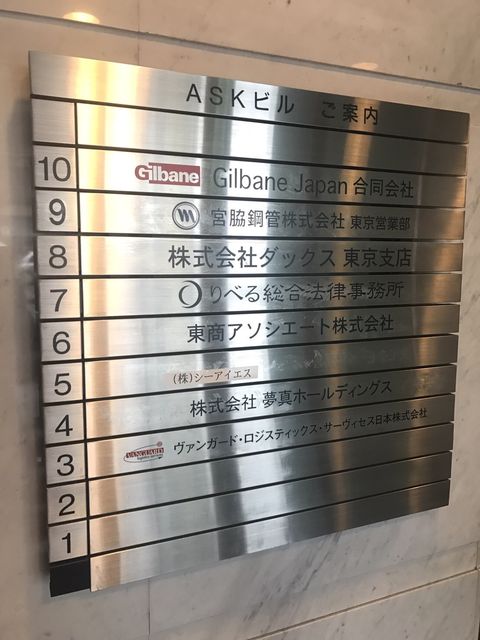 ASKビル ご案内
10 Gilbane Gilbane Japan 合同会社
9 宮脇鋼管株式会社 東京営業部
8 株式会社ダックス 東京支店
7 りべる総合法律事務所
6 東商アソシエート株式会社
5 (株)シーアイエス
4 株式会社 夢真ホールディングス
3 VANGUARD ヴァンガード・ロジスティックス・サーヴィセス日本株式会社
2
1